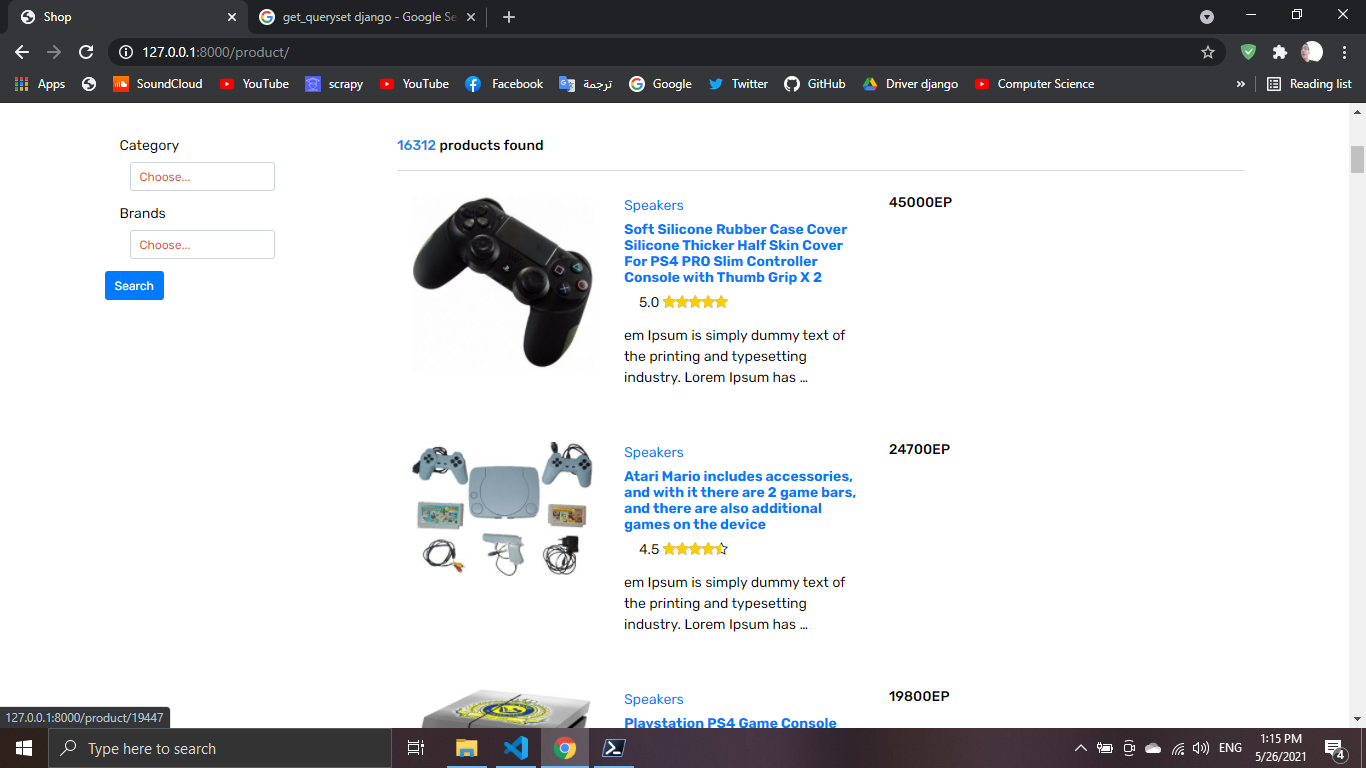 Shop
get_queryset django - Google Se
127.0.0.1:8000/product/
Apps
SoundCloud
YouTube
scrapy
YouTube
Facebook
ترجمة
Google
Twitter
GitHub
Driver django
Computer Science
»
Reading list
Category
Choose...
Brands
Choose...
Search
16312 products found
Speakers
45000EP
Soft Silicone Rubber Case Cover
Silicone Thicker Half Skin Cover
For PS4 PRO Slim Controller
Console with Thumb Grip X 2
5.0
em Ipsum is simply dummy text of
the printing and typesetting
industry. Lorem Ipsum has …
Speakers
24700EP
Atari Mario includes accessories,
and with it there are 2 game bars,
and there are also additional
games on the device
4.5
em Ipsum is simply dummy text of
the printing and typesetting
industry. Lorem Ipsum has …
Speakers
19800EP
Playstation PS4 Game Console
127.0.0.1:8000/product/19447
Type here to search
ENG
1:15 PM
5/26/2021
4